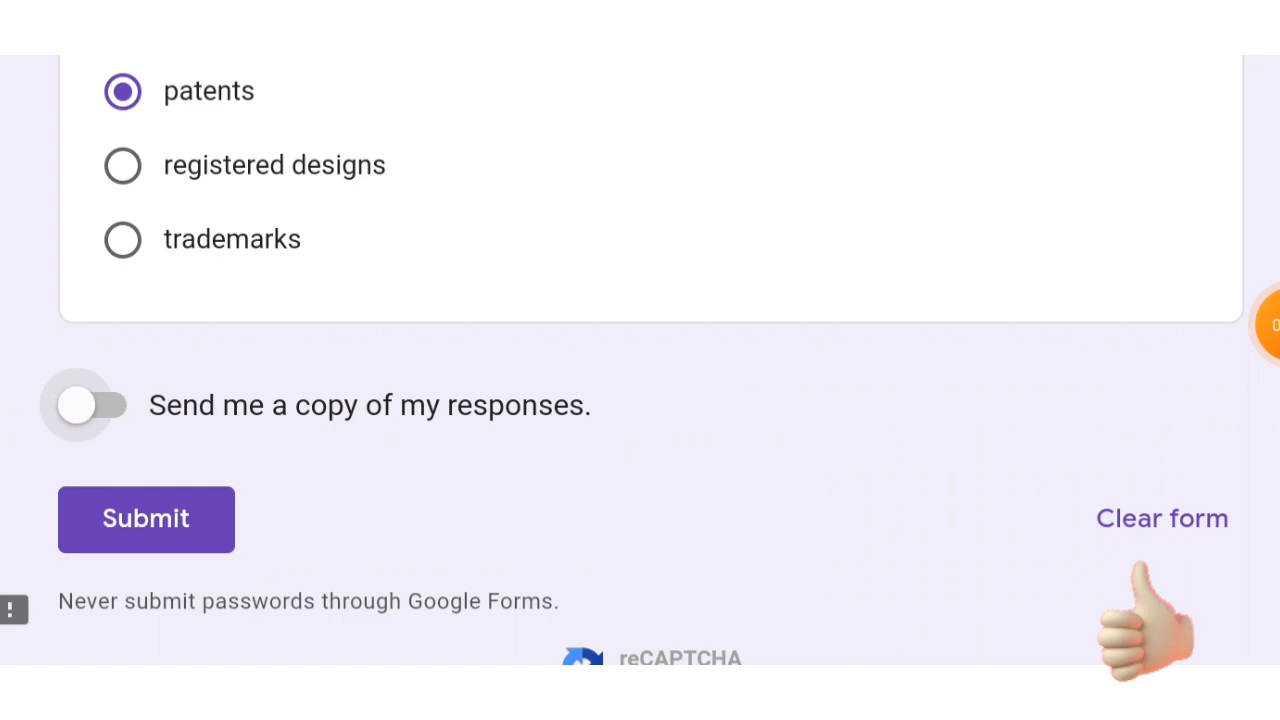 patents
registered designs
trademarks
0
Send me a copy of my responses.
Submit
Clear form
!
Never submit passwords through Google Forms.
reCAPTCHA